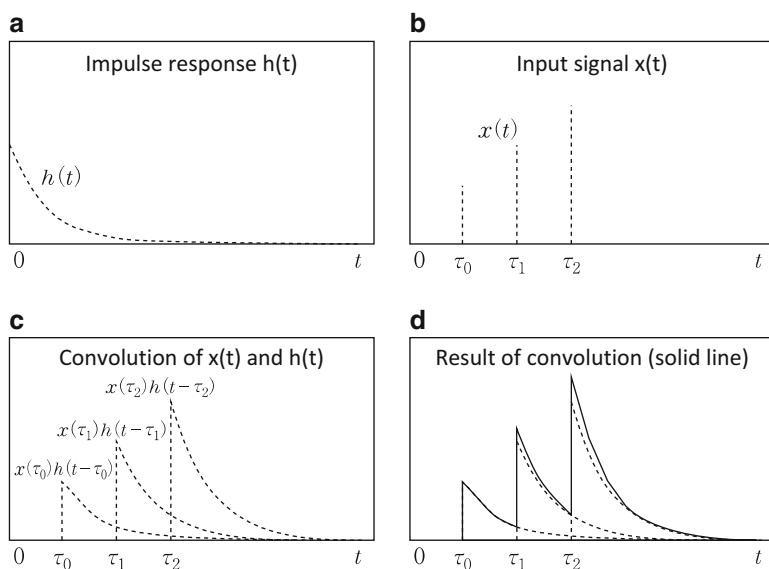 a
Impulse response h(t)
h(t)
0 t
b
Input signal x(t)
x(t)
0 τ₀ τ₁ τ₂ t
c
Convolution of x(t) and h(t)
x(τ₂)h(t−τ₂)
x(τ₁)h(t−τ₁)
x(τ₀)h(t−τ₀)
0 τ₀ τ₁ τ₂ t
d
Result of convolution (solid line)
0 τ₀ τ₁ τ₂ t